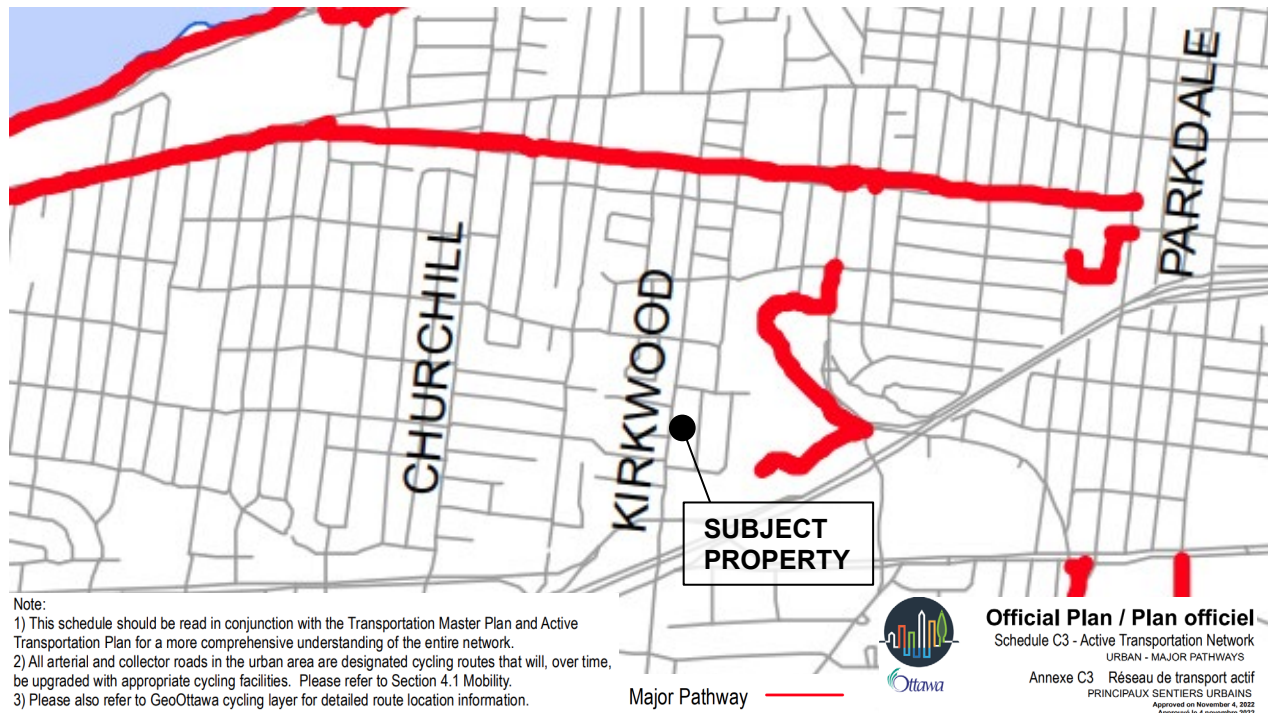 PARKDALE
CHURCHILL
KIRKWOOD
SUBJECT
PROPERTY
Note:
1) This schedule should be read in conjunction with the Transportation Master Plan and Active
Transportation Plan for a more comprehensive understanding of the entire network.
2) All arterial and collector roads in the urban area are designated cycling routes that will, over time,
be upgraded with appropriate cycling facilities.  Please refer to Section 4.1 Mobility.
3) Please also refer to GeoOttawa cycling layer for detailed route location information.
Major Pathway
Ottawa
Official Plan / Plan officiel
Schedule C3 - Active Transportation Network
URBAN - MAJOR PATHWAYS
Annexe C3 Réseau de transport actif
PRINCIPAUX SENTIERS URBAINS
Approved on November 4, 2022
Approuvé le 4 novembre 2022